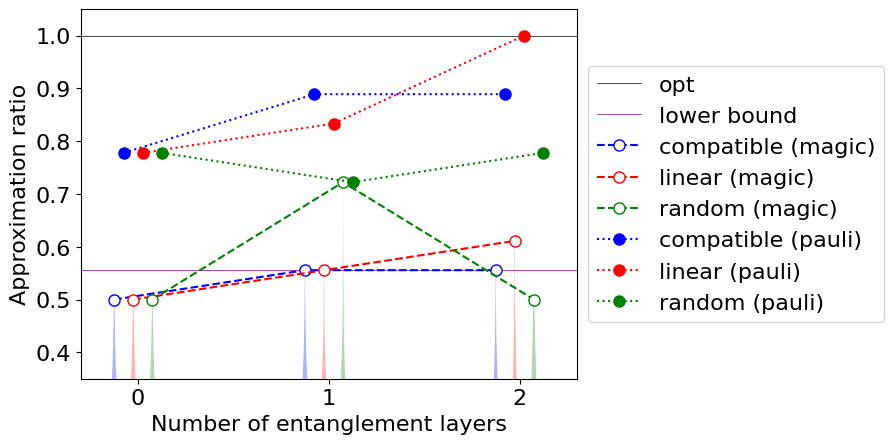 1.0
0.9
0.8
0.7
0.6
0.5
0.4
Approximation ratio
0 1 2
Number of entanglement layers
opt
lower bound
compatible (magic)
linear (magic)
random (magic)
compatible (pauli)
linear (pauli)
random (pauli)